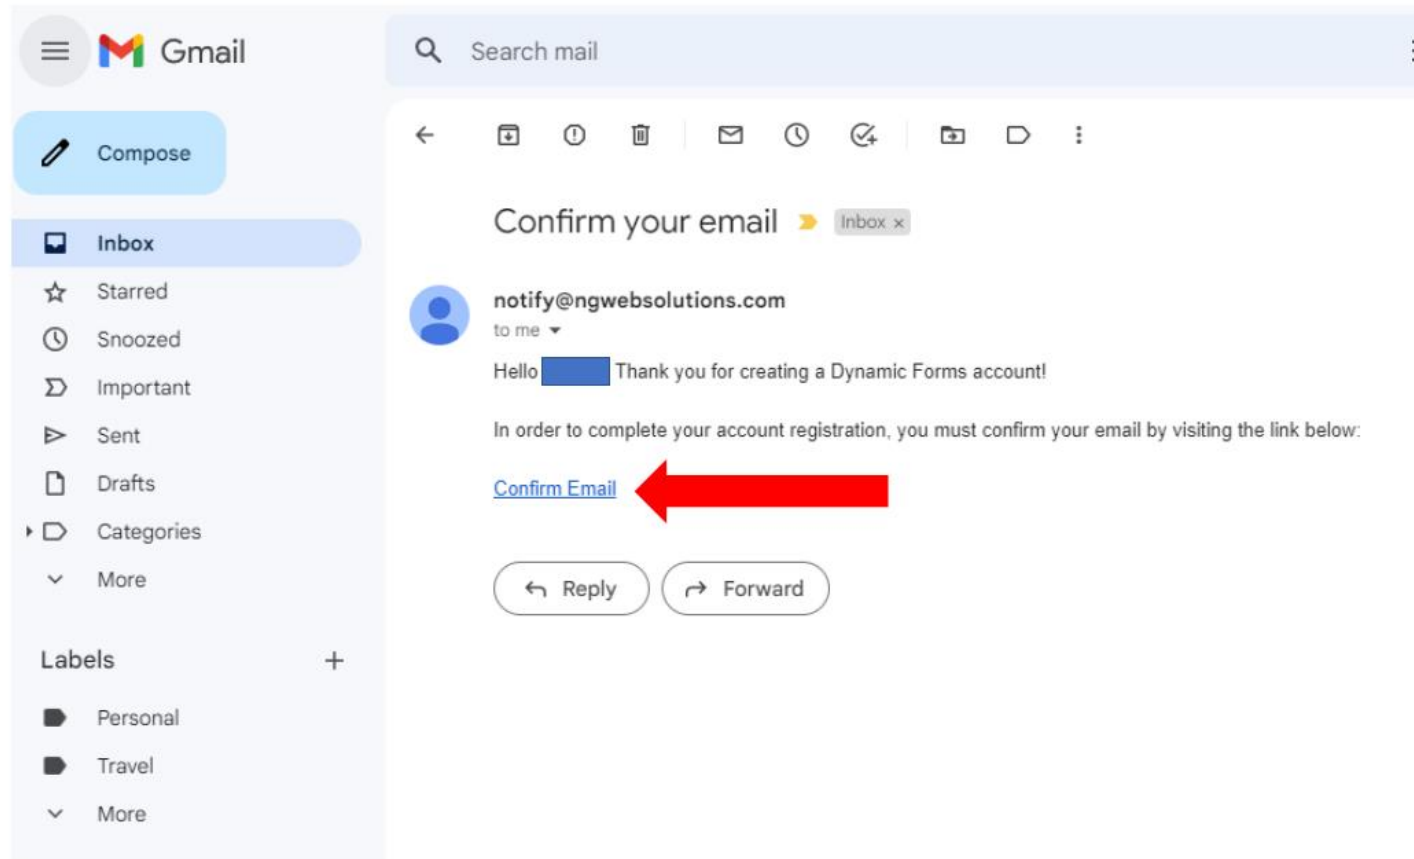 Gmail
Search mail
Compose
Inbox
Starred
Snoozed
Important
Sent
Drafts
Categories
More
Labels
Personal
Travel
More
Confirm your email Inbox x
notify@ngwebsolutions.com
to me
Hello Thank you for creating a Dynamic Forms account!
In order to complete your account registration, you must confirm your email by visiting the link below:
Confirm Email
Reply Forward